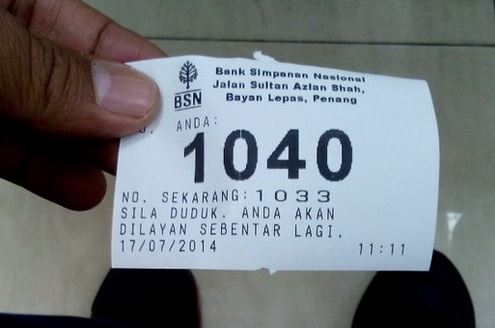 Bank Simpanan Nasional
Jalan Sultan Azlan Shah,
Bayan Lepas, Penang
BSN
ANDA:
1040
NO. SEKARANG: 1033
SILA DUDUK. ANDA AKAN
DILAYAN SEBENTAR LAGI.
17/07/2014 11:11